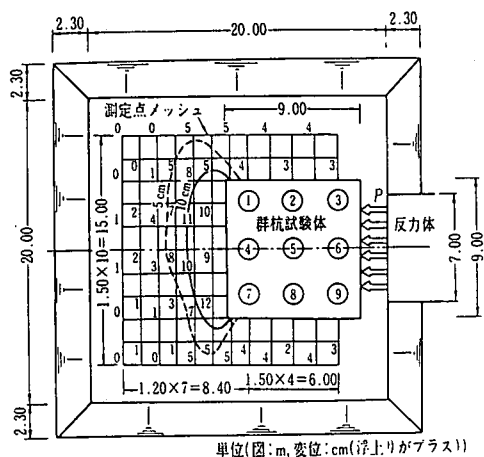 2.30 20.00 2.30
2.30
20.00
2.30
測定点メッシュ
9.00
0 0 5 5 4 4
0 5 5 4 3 3
0 1 8
5cm
10cm
1 2 11 10
4
2 8 9
1 3 10
1 3 12
1 7
1 1 5 4 2 3
0 0 5 5 4 4
1.50×10=15.00
① ② ③
群杭試験体
④ ⑤ ⑥
⑦ ⑧ ⑨
P
反力体
7.00
9.00
1.20×7=8.40
1.50×4=6.00
単位(図:m, 変位:cm(浮上りがプラス))